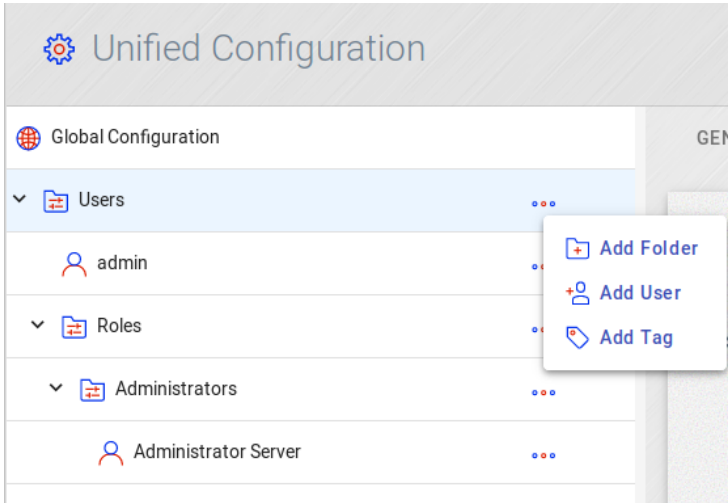 Unified Configuration
Global Configuration
GEN
Users
Add Folder
admin
Add User
Roles
Add Tag
Administrators
Administrator Server